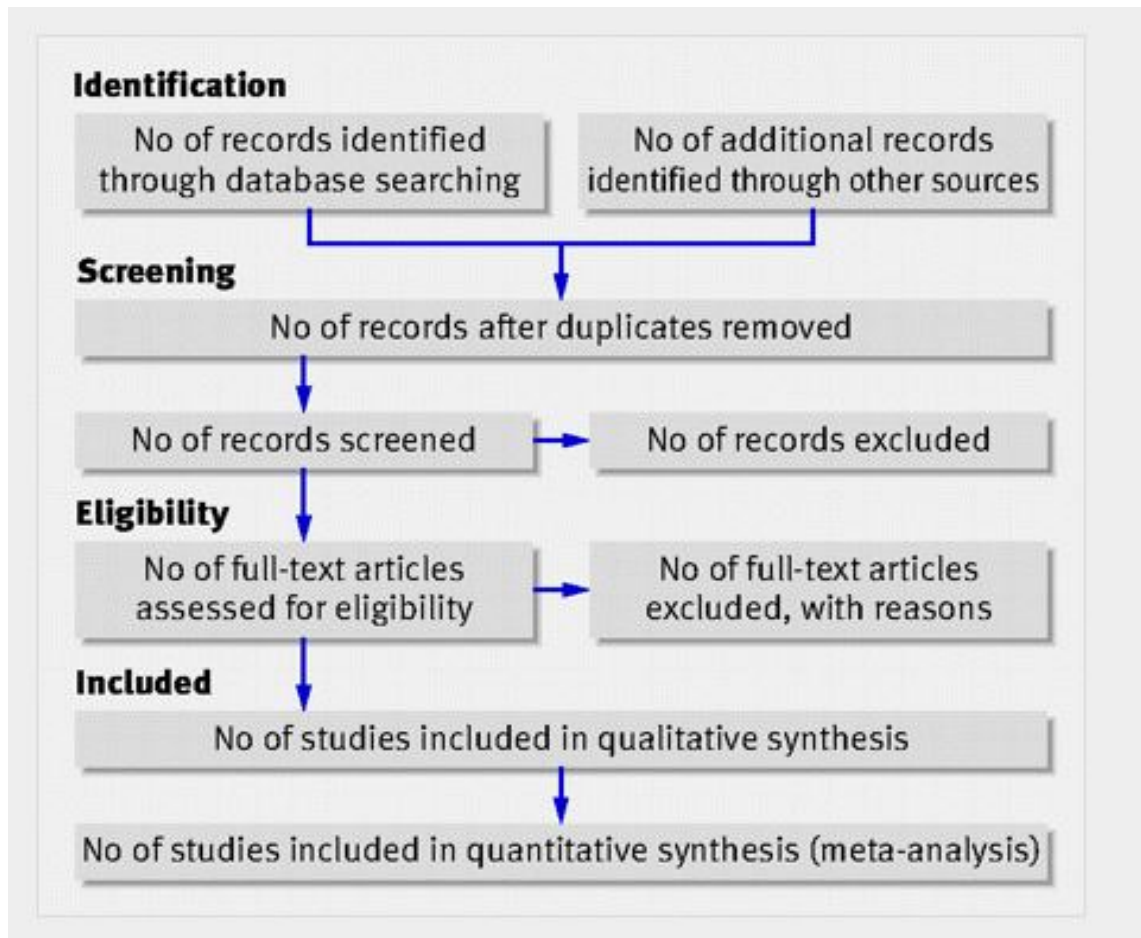 Identification
No of records identified
through database searching
No of additional records
identified through other sources
Screening
No of records after duplicates removed
No of records screened
No of records excluded
Eligibility
No of full-text articles
assessed for eligibility
No of full-text articles
excluded, with reasons
Included
No of studies included in qualitative synthesis
No of studies included in quantitative synthesis (meta-analysis)